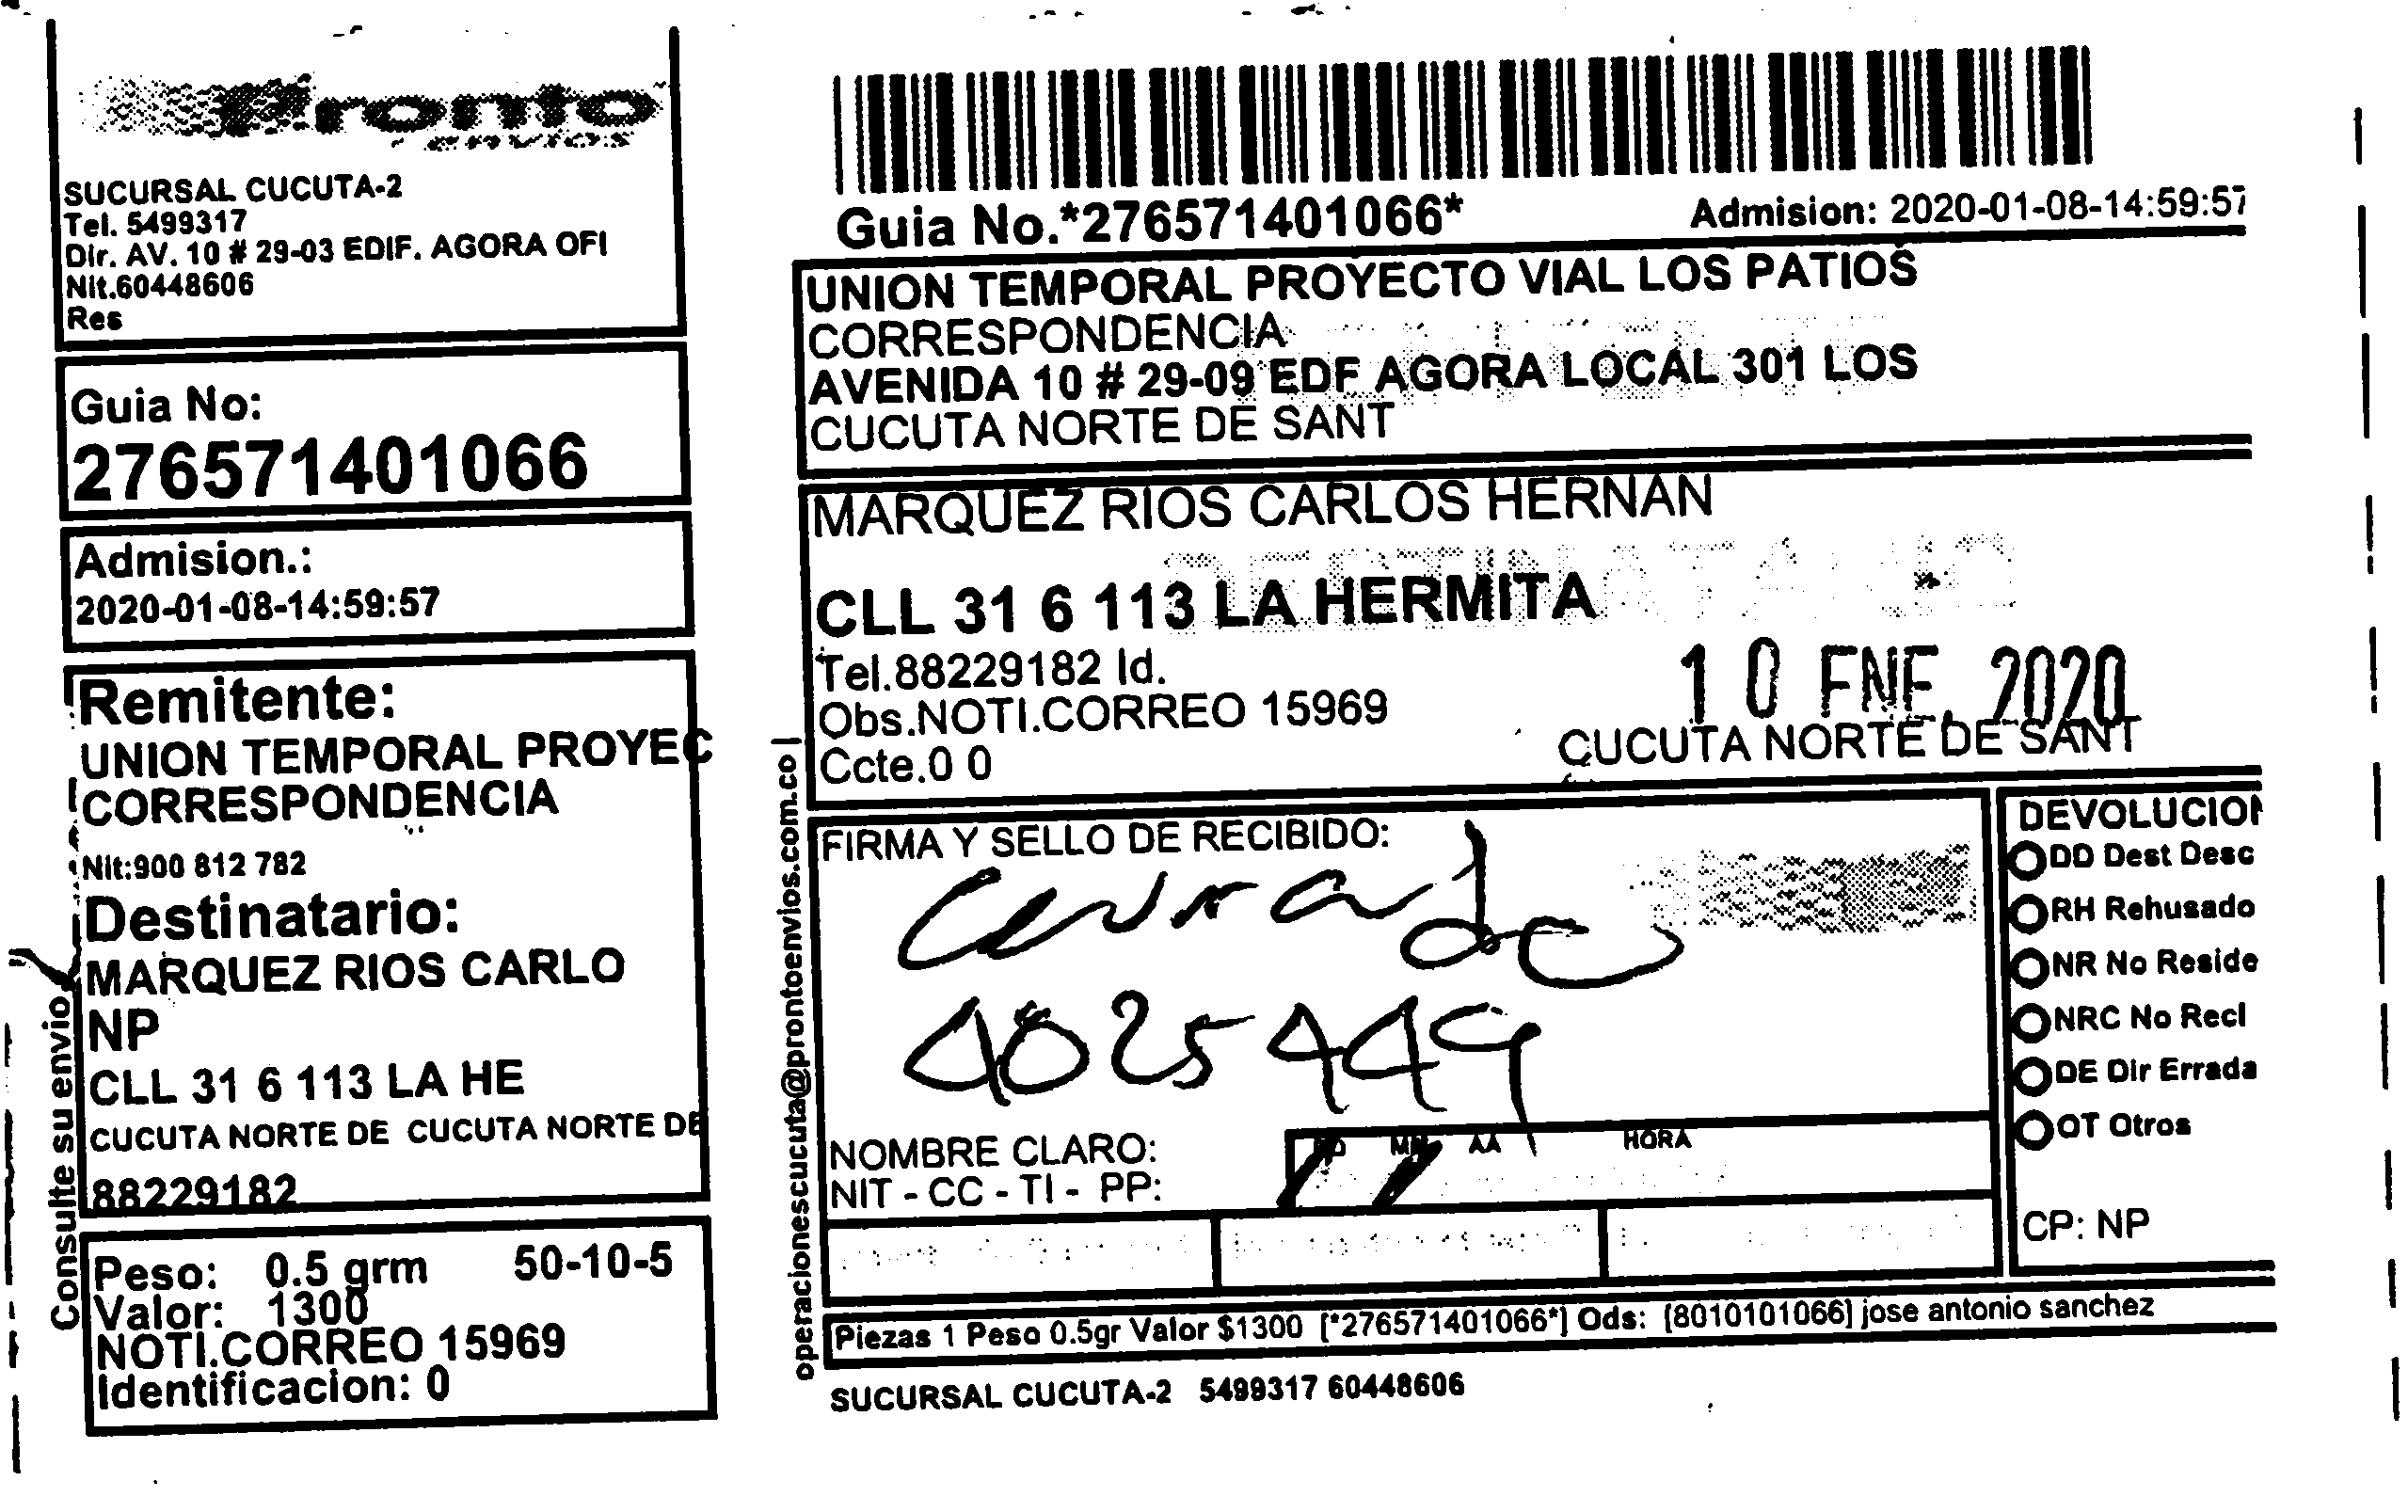 Pronto
envios
SUCURSAL CUCUTA-2
Tel. 5499317
Dir. AV. 10 # 29-03 EDIF. AGORA OFI
Nit.60448606
Res
Guia No:
276571401066
Admision.:
2020-01-08-14:59:57
Remitente:
UNION TEMPORAL PROYEC
CORRESPONDENCIA
Nit:900 812 782
Destinatario:
MARQUEZ RIOS CARLO
NP
CLL 31 6 113 LA HE
CUCUTA NORTE DE CUCUTA NORTE DE
88229182
Peso: 0.5 grm 50-10-5
Valor: 1300
NOTI.CORREO 15969
Identificacion: 0
Consulte su envio
operacionescucuta@prontoenvios.com.co |
Guia No.*276571401066* Admision: 2020-01-08-14:59:57
UNION TEMPORAL PROYECTO VIAL LOS PATIOS
CORRESPONDENCIA
AVENIDA 10 # 29-09 EDF AGORA LOCAL 301 LOS
CUCUTA NORTE DE SANT
MARQUEZ RIOS CARLOS HERNAN
DESTINATARIO
CLL 31 6 113 LA HERMITA
Tel.88229182 Id.
Obs.NOTI.CORREO 15969
Ccte.0 0
10 ENE. 2020
CUCUTA NORTE DE SANT
FIRMA Y SELLO DE RECIBIDO:
4025449
NOMBRE CLARO:
NIT - CC - TI - PP:
DD MM AA HORA
DEVOLUCION
DD Dest Desc
RH Rehusado
NR No Reside
NRC No Recl
DE Dir Errada
OT Otros
CP: NP
Piezas 1 Peso 0.5gr Valor $1300 [*276571401066*] Ods: [8010101066] jose antonio sanchez
SUCURSAL CUCUTA-2 5499317 60448606